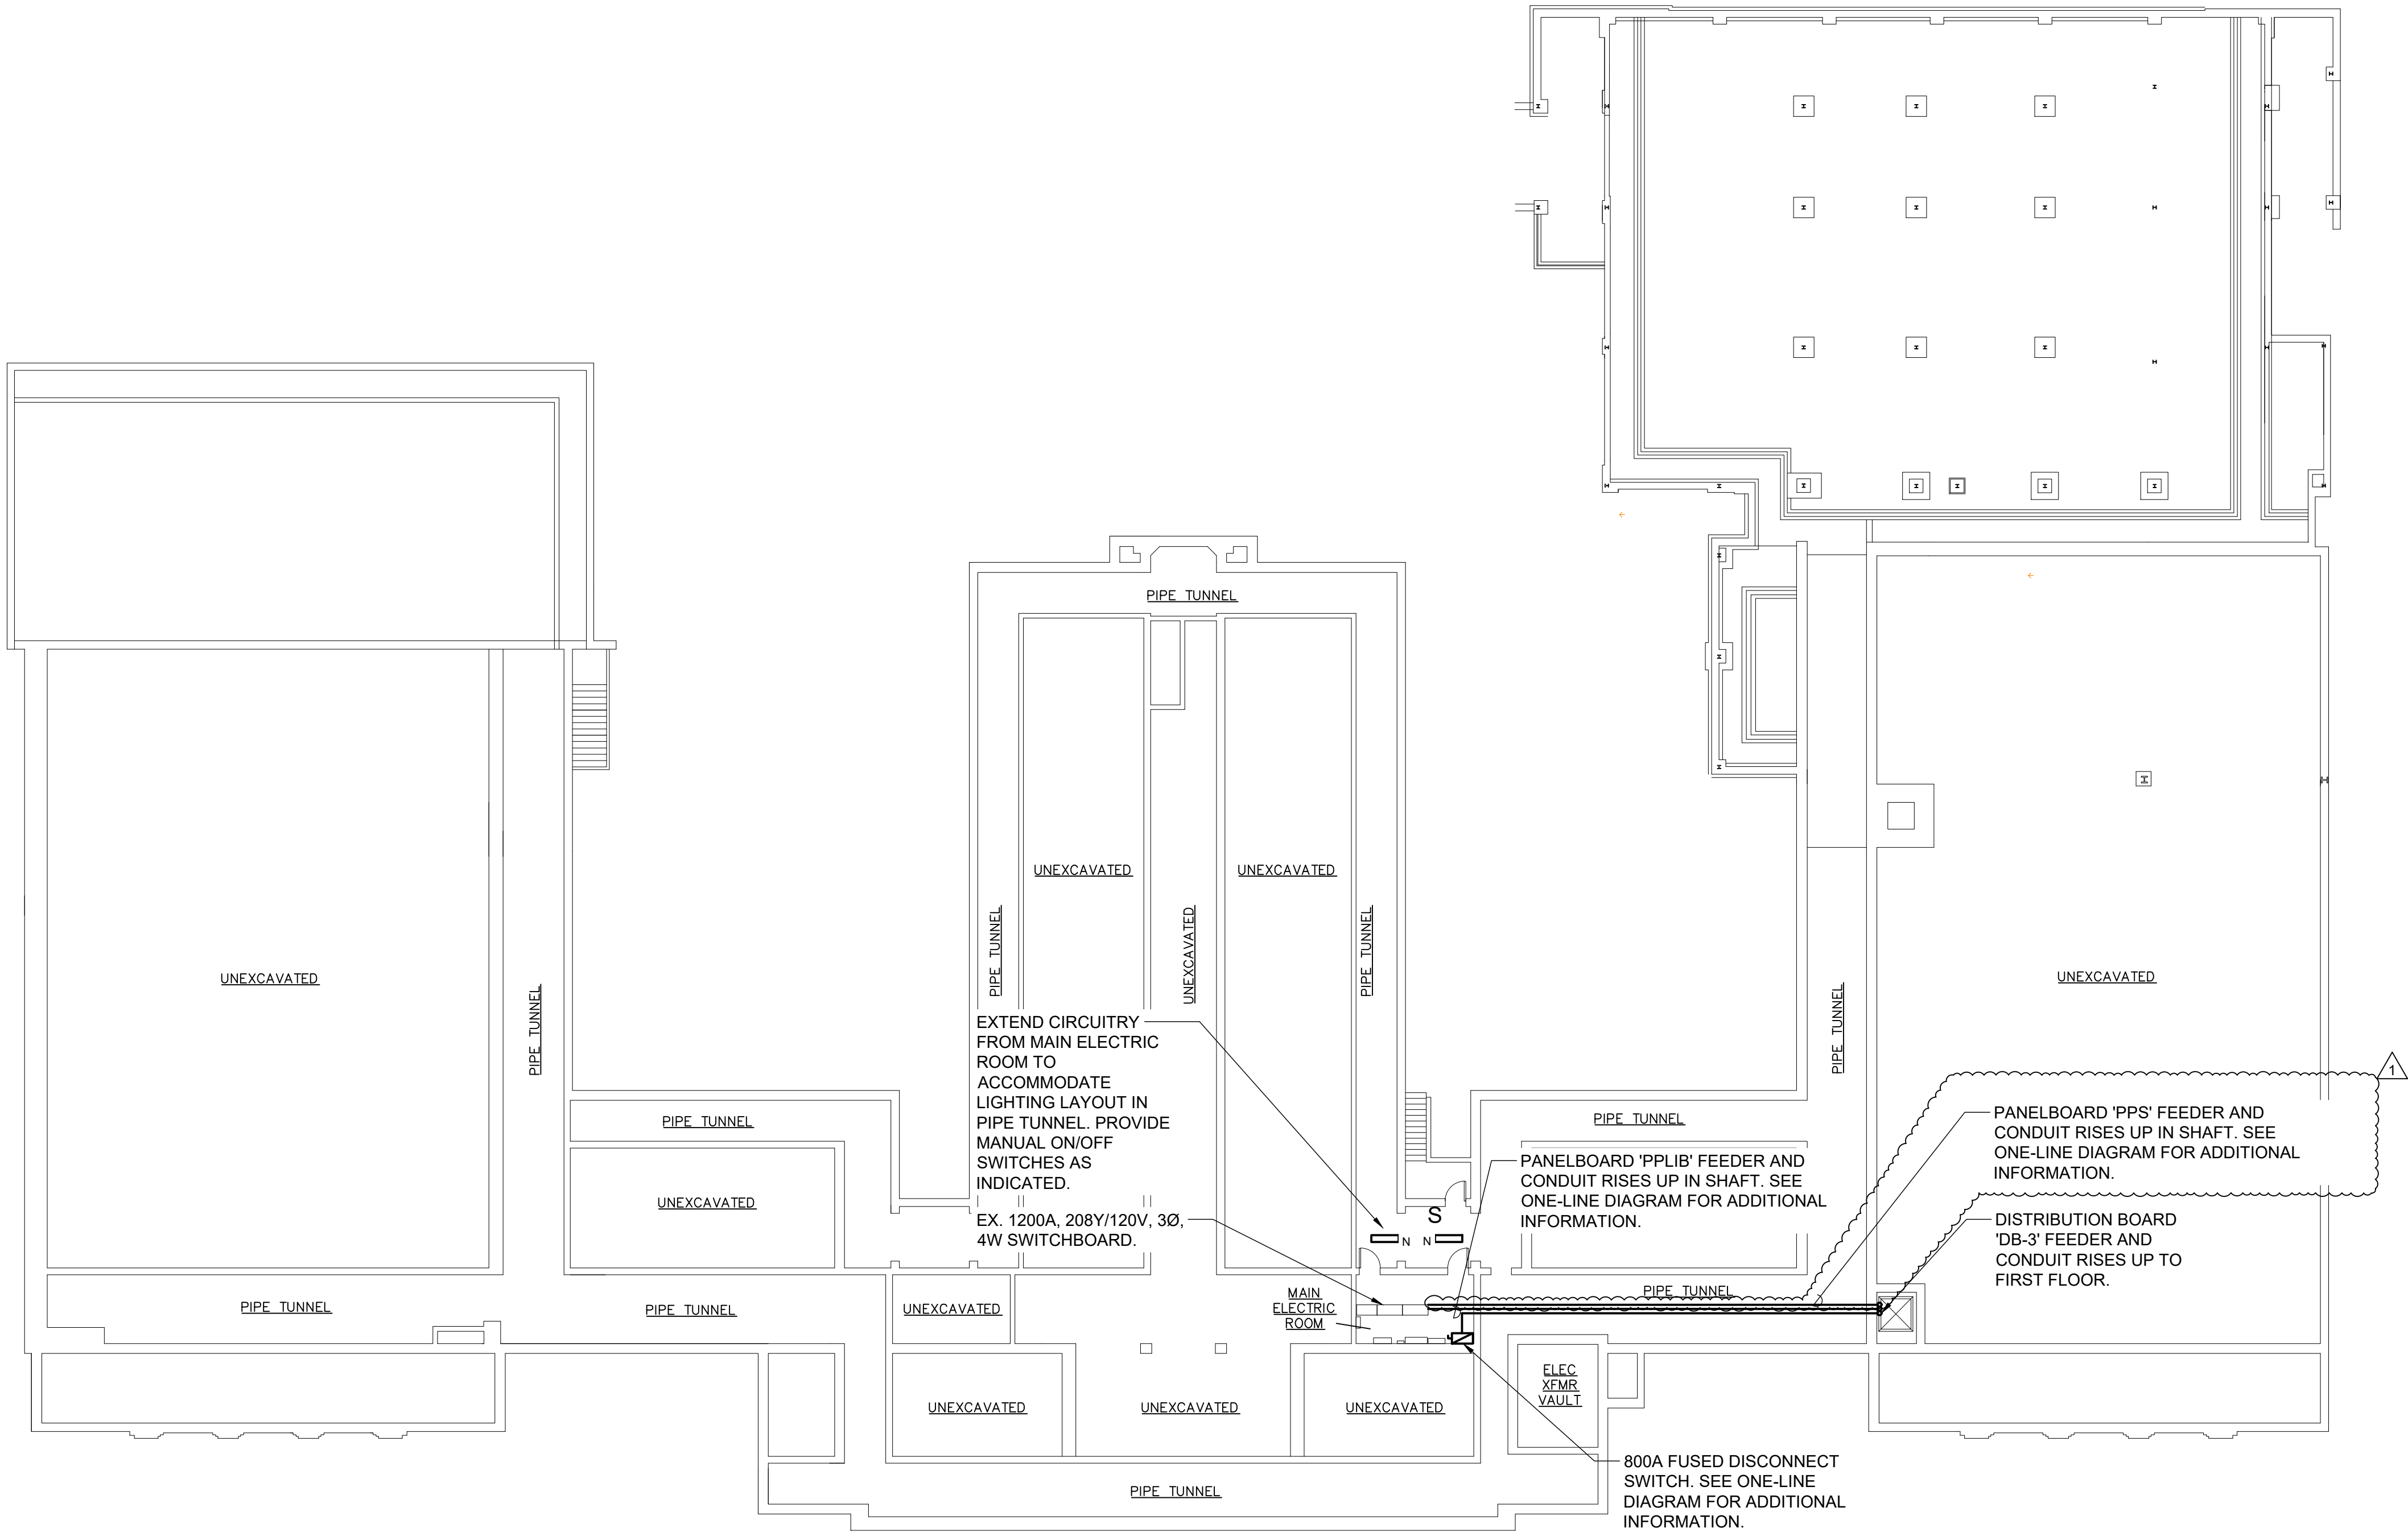 PIPE TUNNEL
UNEXCAVATED
UNEXCAVATED
PIPE TUNNEL
UNEXCAVATED
PIPE TUNNEL
UNEXCAVATED
PIPE TUNNEL
PIPE TUNNEL
UNEXCAVATED
EXTEND CIRCUITRY
FROM MAIN ELECTRIC
ROOM TO
ACCOMMODATE
LIGHTING LAYOUT IN
PIPE TUNNEL. PROVIDE
MANUAL ON/OFF
SWITCHES AS
INDICATED.
1
PANELBOARD 'PPS' FEEDER AND
CONDUIT RISES UP IN SHAFT. SEE
ONE-LINE DIAGRAM FOR ADDITIONAL
INFORMATION.
PIPE TUNNEL
PIPE TUNNEL
PANELBOARD 'PPLIB' FEEDER AND
CONDUIT RISES UP IN SHAFT. SEE
ONE-LINE DIAGRAM FOR ADDITIONAL
INFORMATION.
UNEXCAVATED
EX. 1200A, 208Y/120V, 3Ø,
4W SWITCHBOARD.
S
N
N
DISTRIBUTION BOARD
'DB-3' FEEDER AND
CONDUIT RISES UP TO
FIRST FLOOR.
PIPE TUNNEL
PIPE TUNNEL
PIPE TUNNEL
UNEXCAVATED
MAIN
ELECTRIC
ROOM
ELEC
XFMR
VAULT
UNEXCAVATED
UNEXCAVATED
UNEXCAVATED
800A FUSED DISCONNECT
SWITCH. SEE ONE-LINE
DIAGRAM FOR ADDITIONAL
INFORMATION.
PIPE TUNNEL